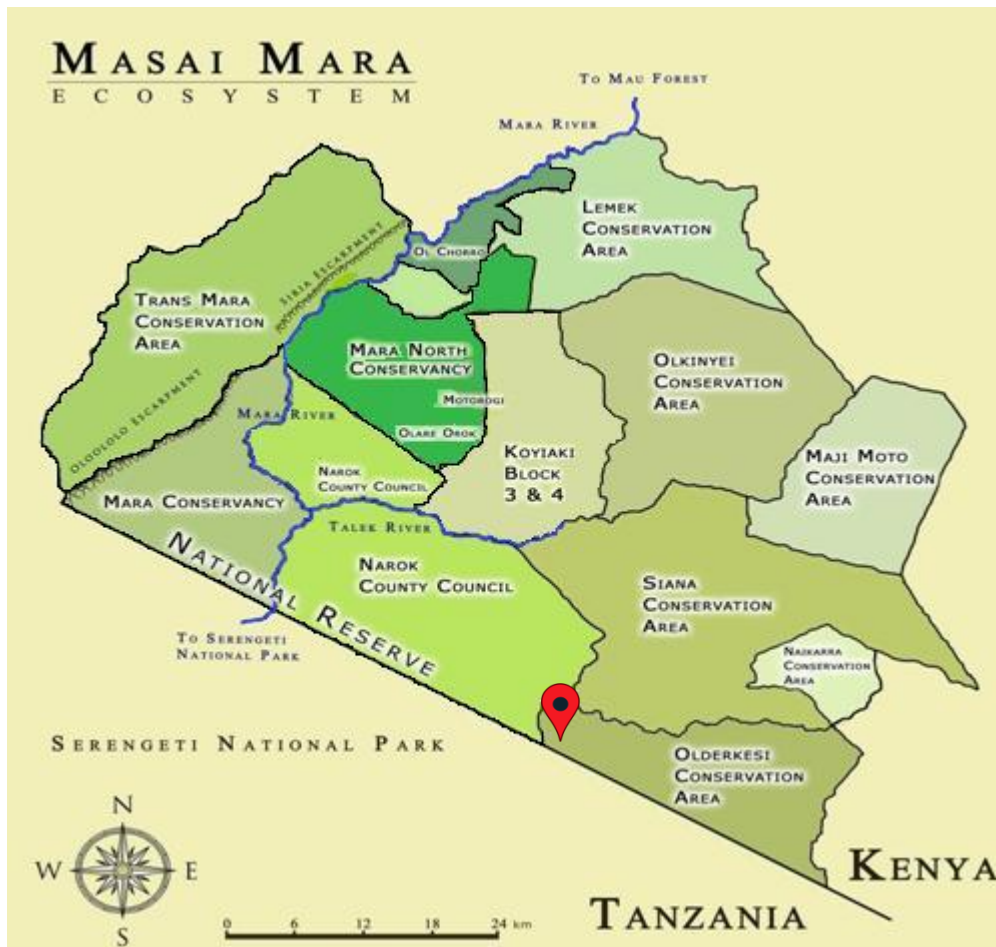 MASAI MARA
ECOSYSTEM
TO MAU FOREST
MARA RIVER
LEMEK
CONSERVATION
AREA
OL CHORRO
SIRIA ESCARPMENT
TRANS MARA
CONSERVATION
AREA
MARA NORTH
CONSERVANCY
OLKINYEI
CONSERVATION
AREA
MOTOROGI
OLOOLOLO ESCARPMENT
MARA RIVER
OLARE OROK
KOYIAKI
BLOCK
3 & 4
MAJI MOTO
CONSERVATION
AREA
NAROK
COUNTY COUNCIL
MARA CONSERVANCY
TALEK RIVER
NATIONAL RESERVE
NAROK
COUNTY COUNCIL
SIANA
CONSERVATION
AREA
TO SERENGETI
NATIONAL PARK
NAIKARRA
CONSERVATION
AREA
SERENGETI NATIONAL PARK
OLDERKESI
CONSERVATION
AREA
N
W
E
S
KENYA
TANZANIA
0 6 12 18 24 km